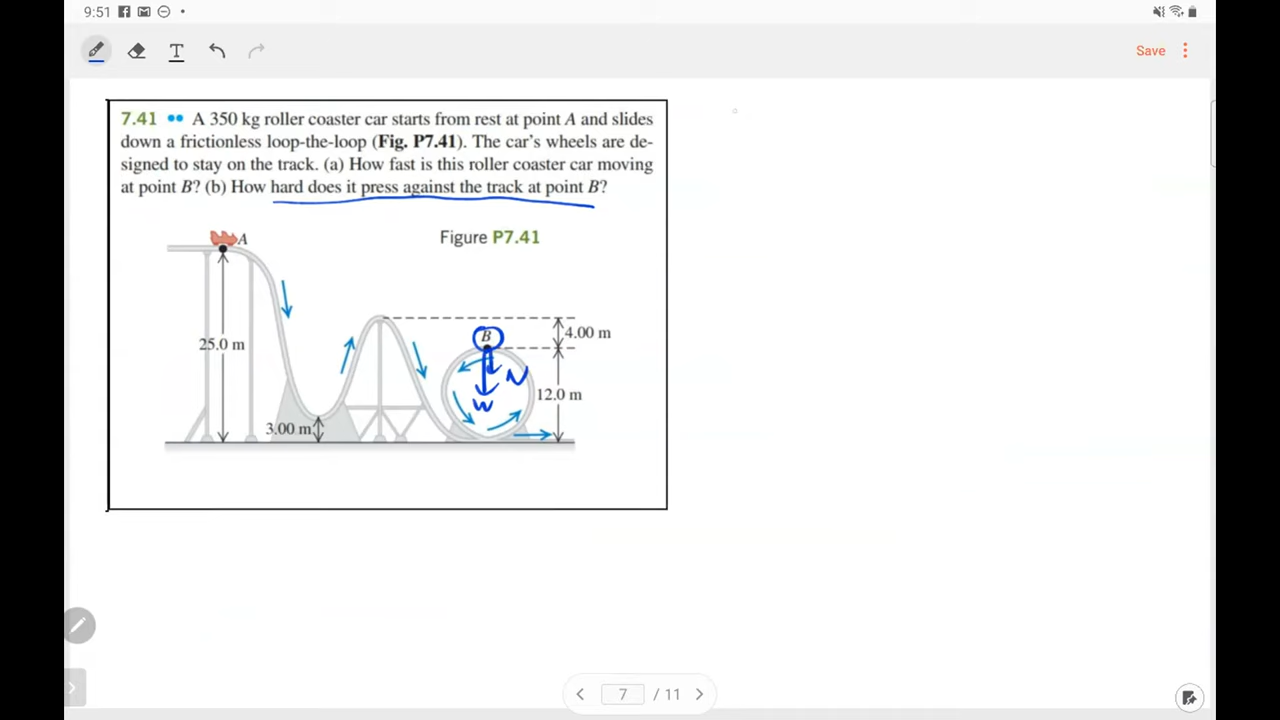 9:51
Save
7.41 •• A 350 kg roller coaster car starts from rest at point A and slides
down a frictionless loop-the-loop (Fig. P7.41). The car's wheels are de-
signed to stay on the track. (a) How fast is this roller coaster car moving
at point B? (b) How hard does it press against the track at point B?
A
Figure P7.41
B
4.00 m
25.0 m
N
12.0 m
W
3.00 m
7 / 11